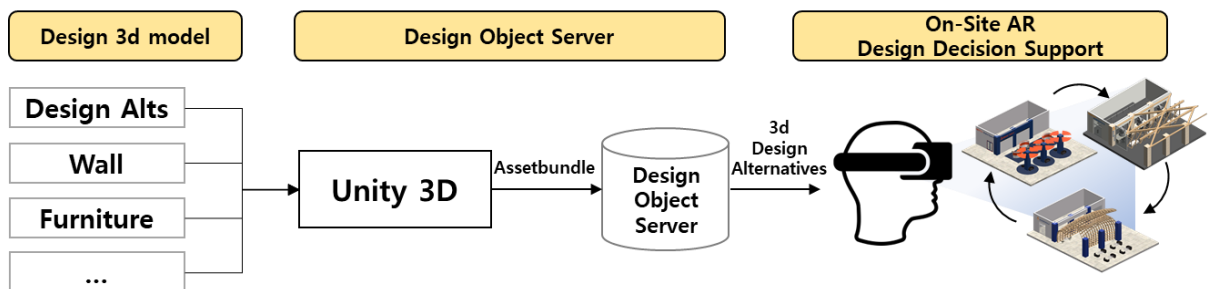 Design 3d model
Design Object Server
On-Site AR
Design Decision Support
Design Alts
Wall
Furniture
...
Unity 3D
Assetbundle
Design
Object
Server
3d
Design
Alternatives